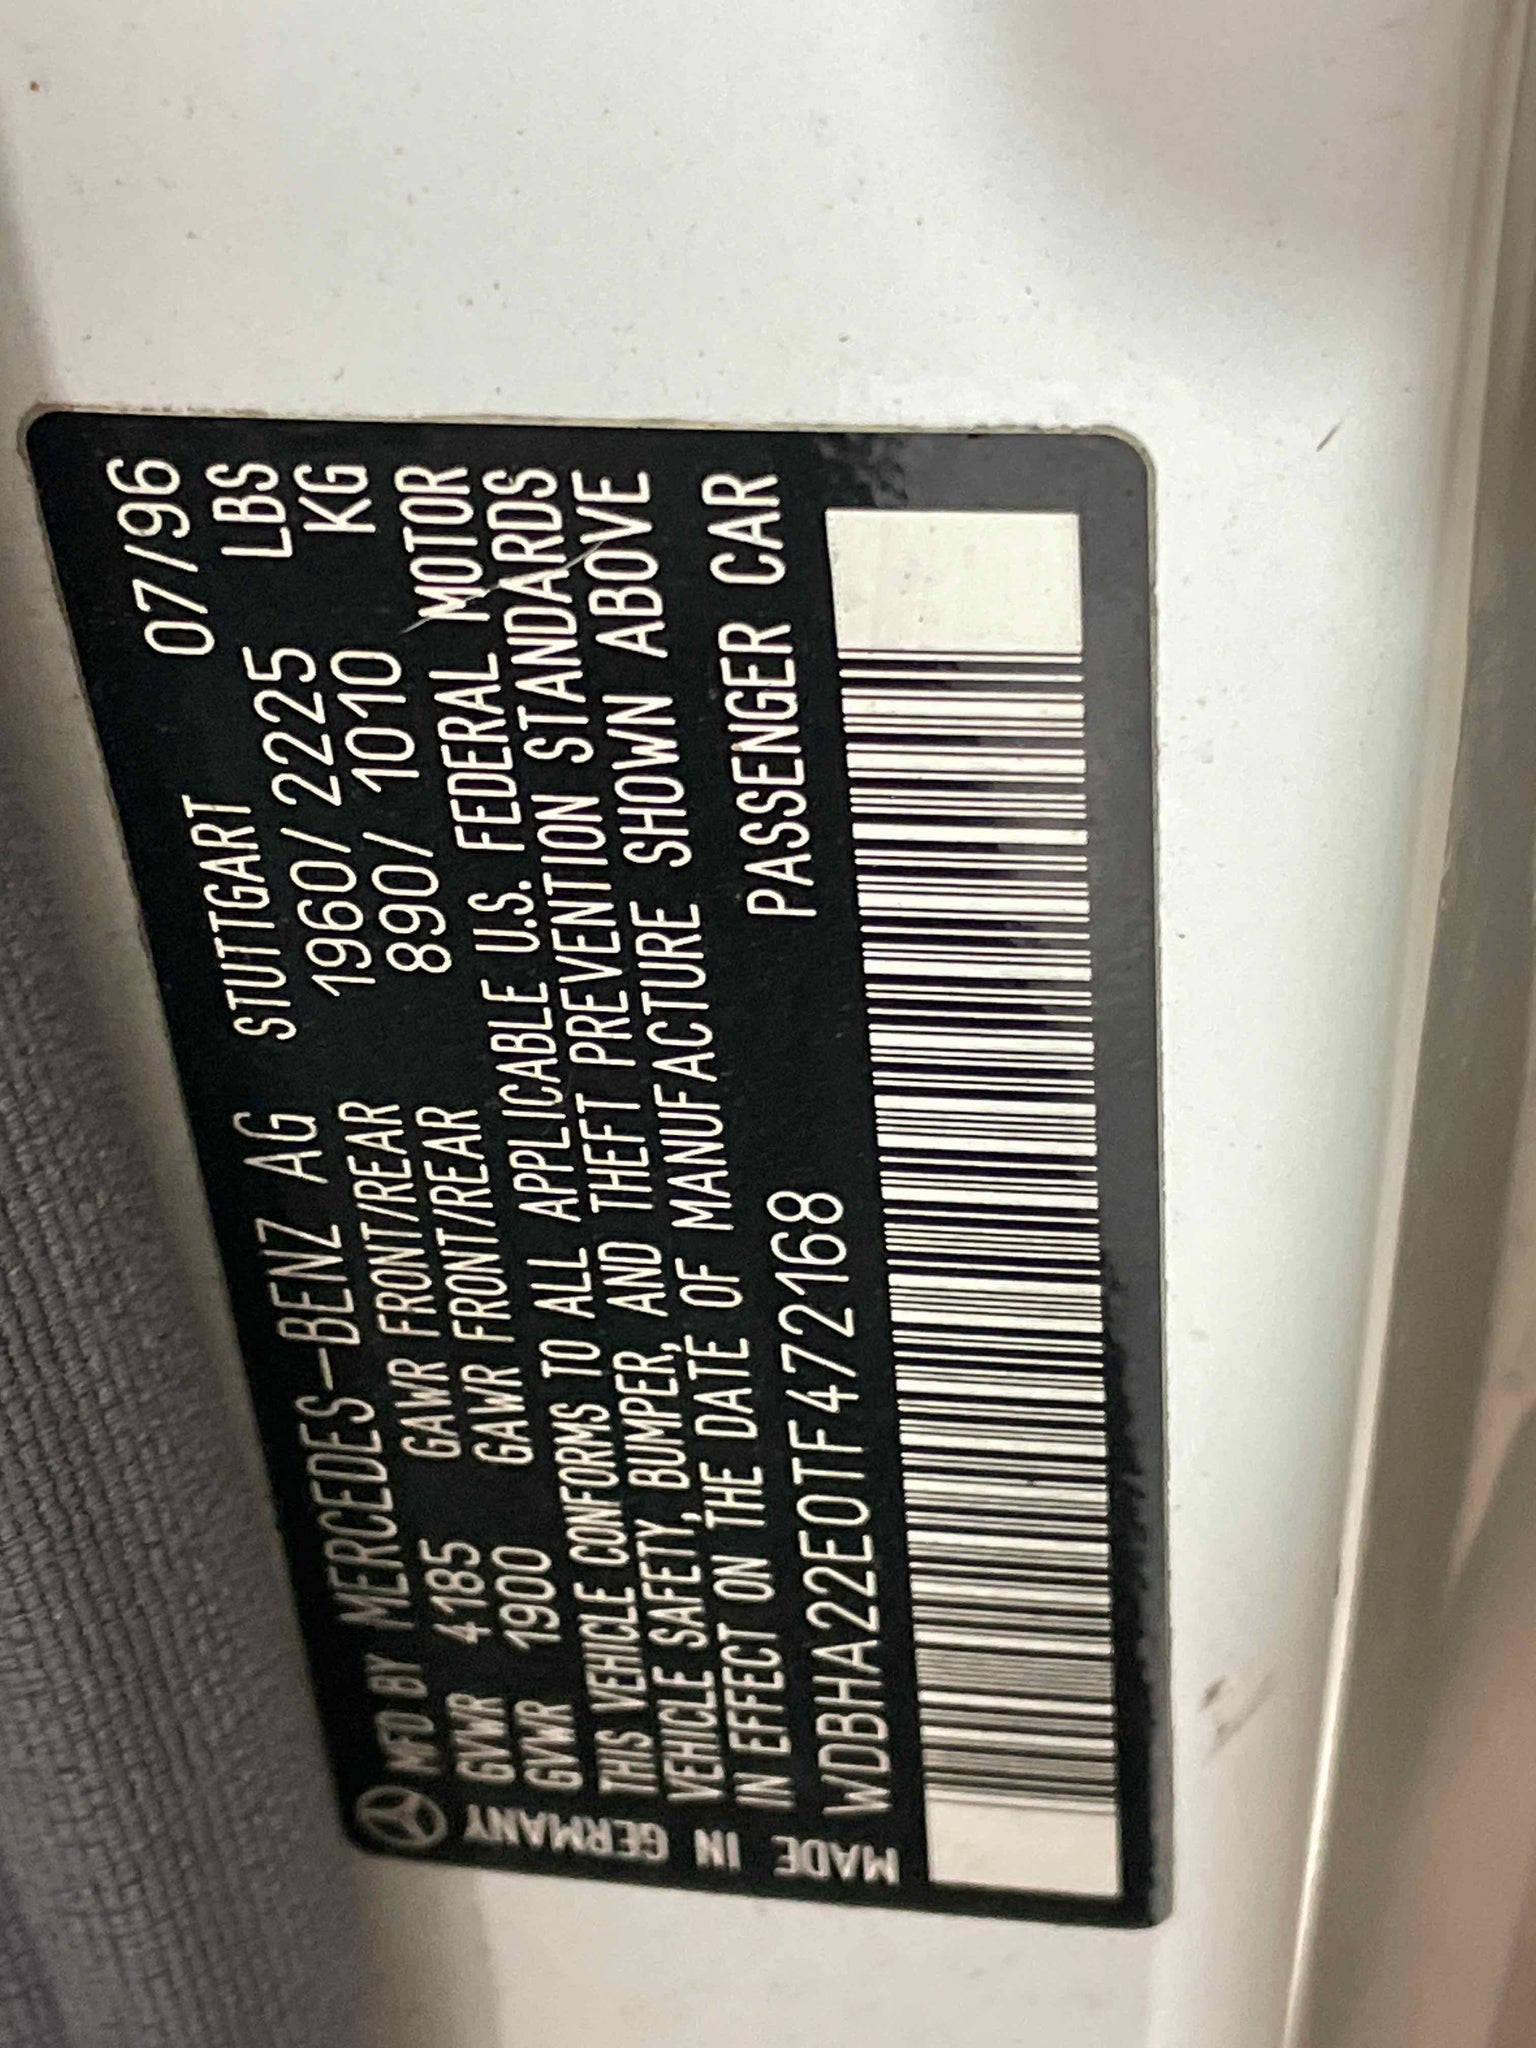 MFD BY MERCEDES-BENZ AG STUTTGART 07/96
GVWR 4185 GAWR FRONT/REAR 1960/2225 LBS
GVWR 1900 GAWR FRONT/REAR 890/1010 KG
THIS VEHICLE CONFORMS TO ALL APPLICABLE U.S. FEDERAL MOTOR
VEHICLE SAFETY, BUMPER, AND THEFT PREVENTION STANDARDS
IN EFFECT ON THE DATE OF MANUFACTURE SHOWN ABOVE
WDBHA22E0TF472168 PASSENGER CAR
MADE IN GERMANY